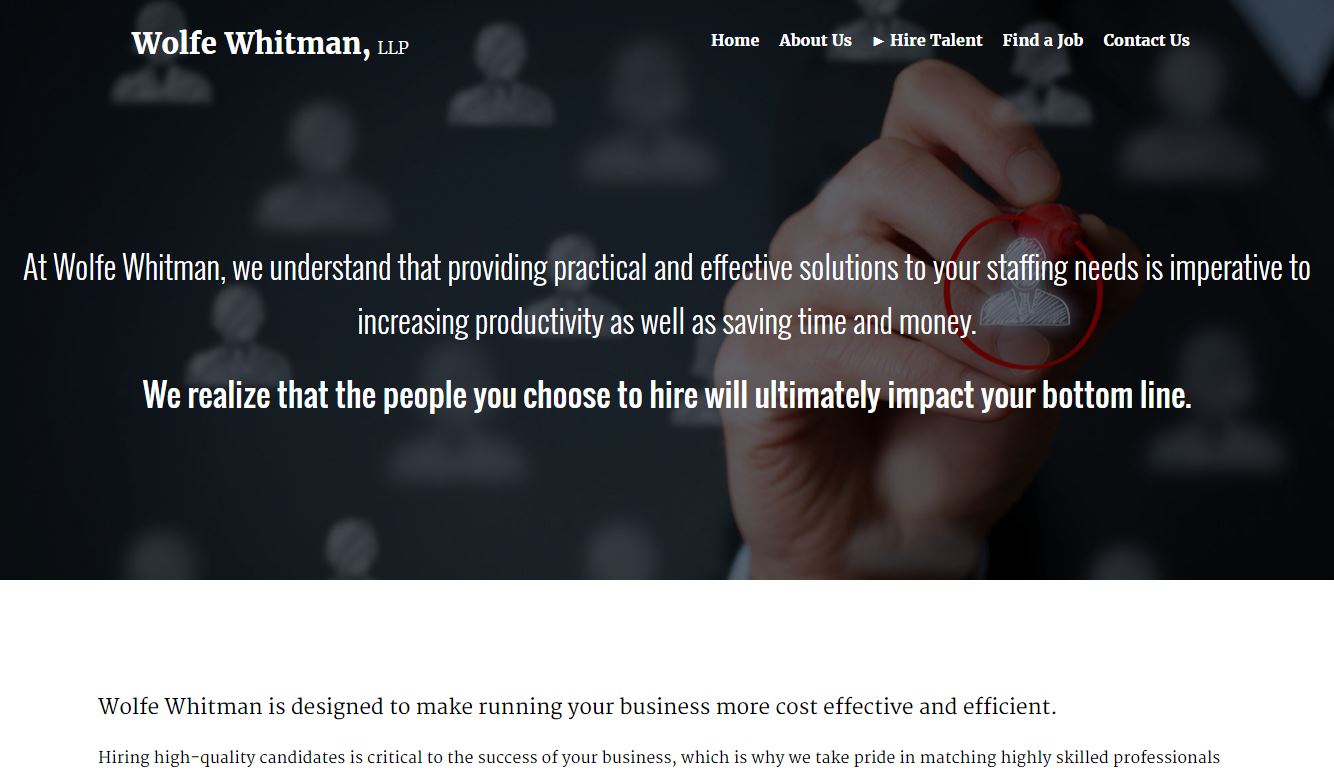 Wolfe Whitman, LLP
Home About Us ► Hire Talent Find a Job Contact Us
At Wolfe Whitman, we understand that providing practical and effective solutions to your staffing needs is imperative to
increasing productivity as well as saving time and money.
We realize that the people you choose to hire will ultimately impact your bottom line.
Wolfe Whitman is designed to make running your business more cost effective and efficient.
Hiring high-quality candidates is critical to the success of your business, which is why we take pride in matching highly skilled professionals